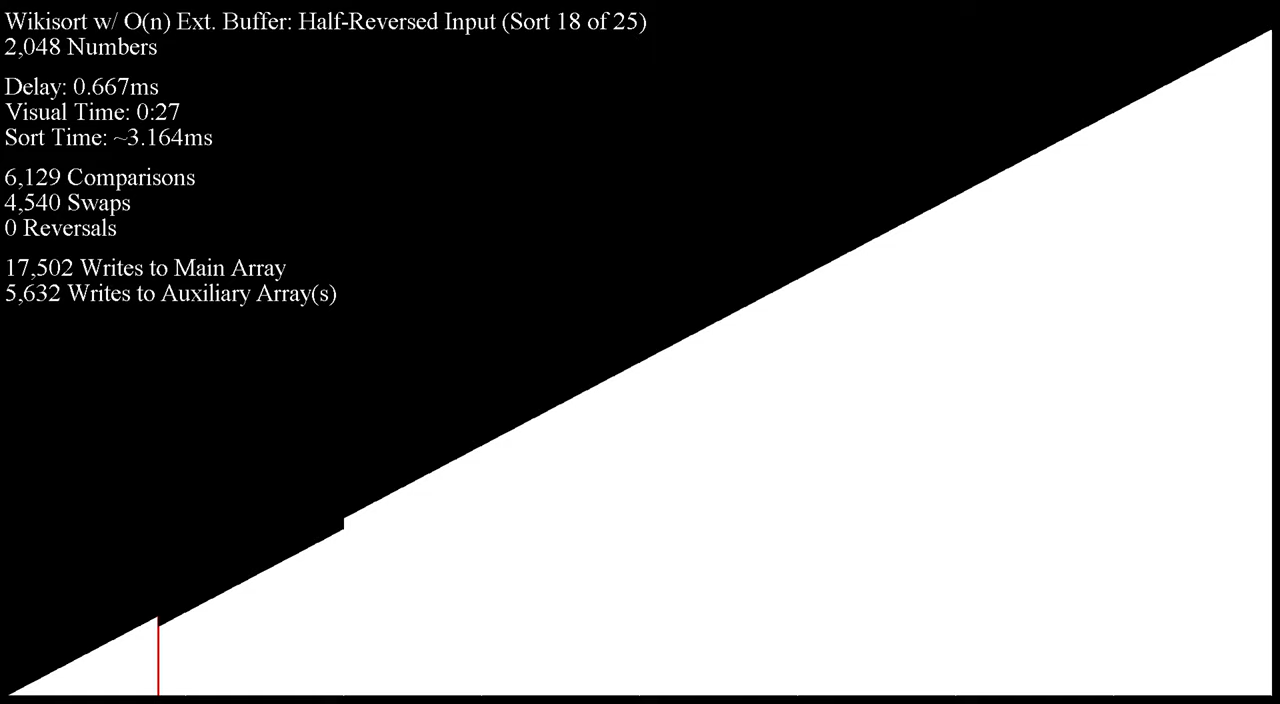 Wikisort w/ O(n) Ext. Buffer: Half-Reversed Input (Sort 18 of 25)
2,048 Numbers
Delay: 0.667ms
Visual Time: 0:27
Sort Time: ~3.164ms
6,129 Comparisons
4,540 Swaps
0 Reversals
17,502 Writes to Main Array
5,632 Writes to Auxiliary Array(s)